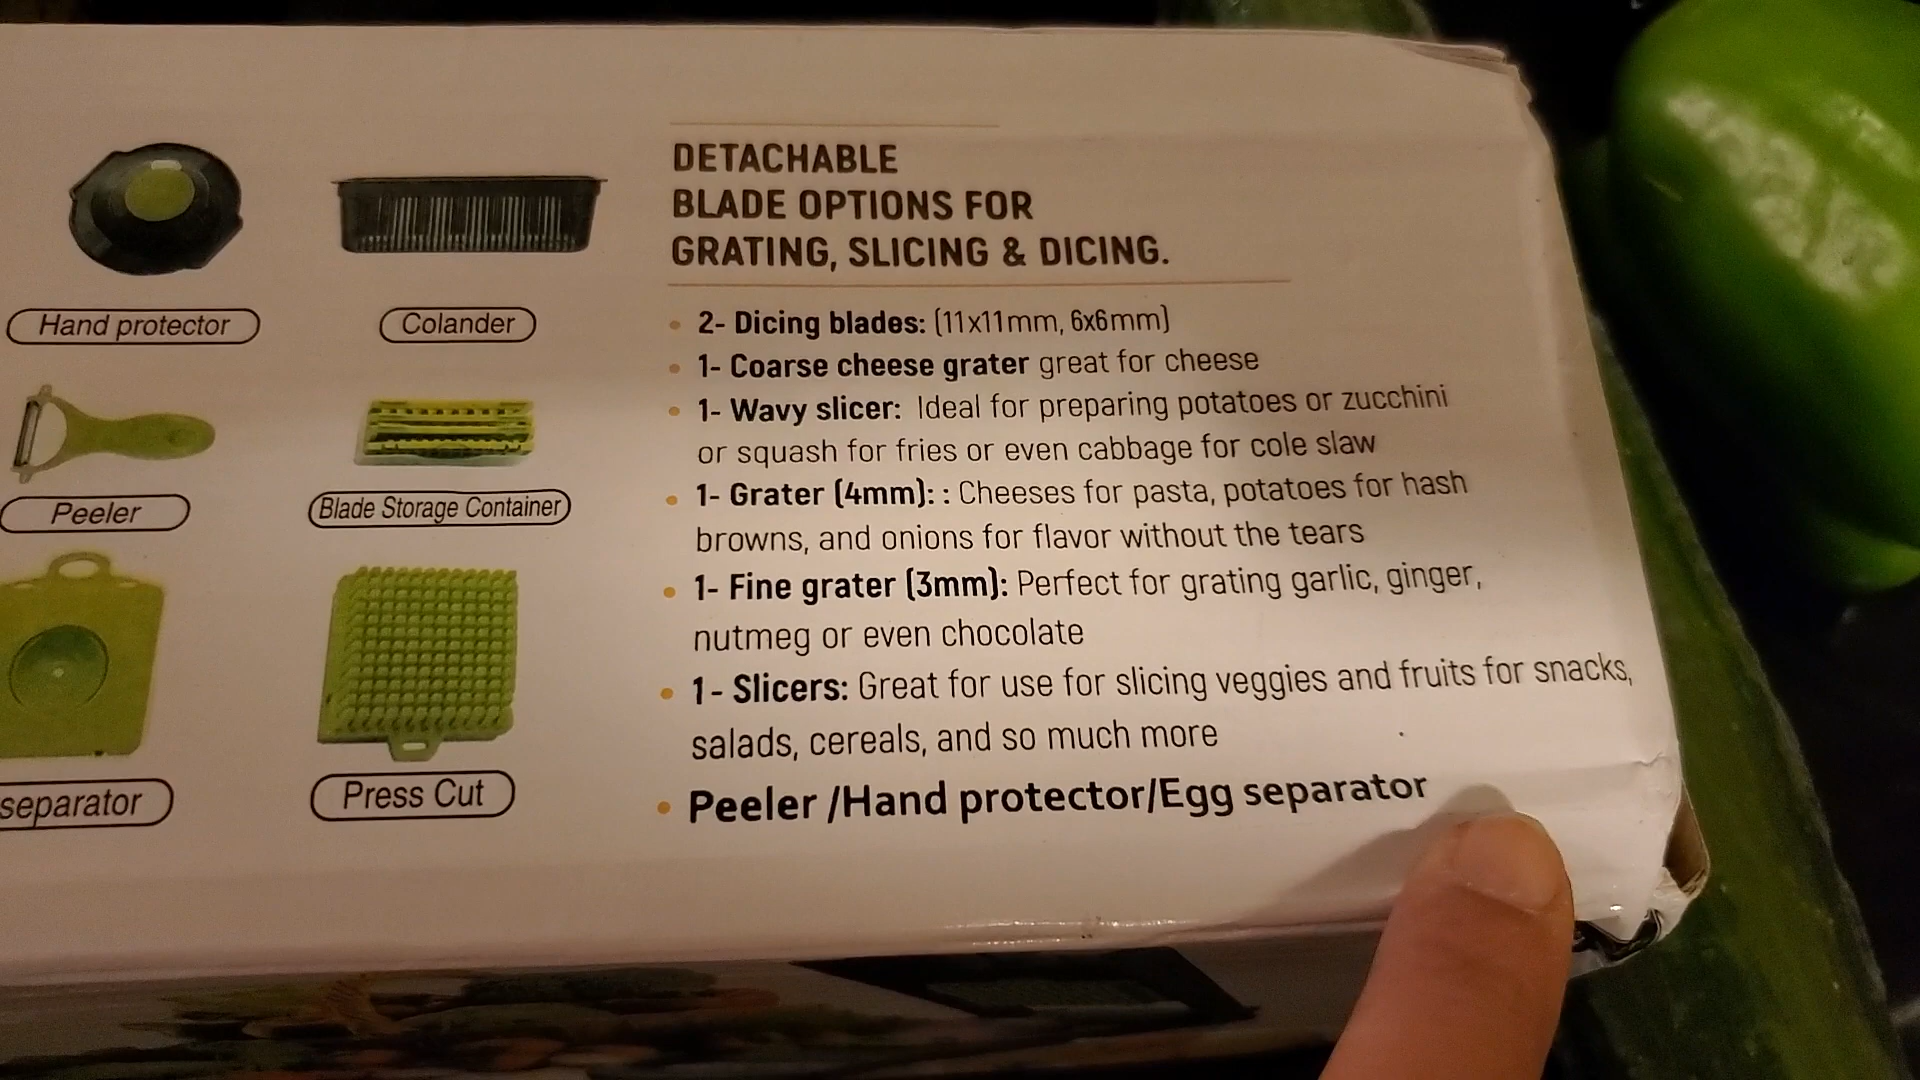 DETACHABLE
BLADE OPTIONS FOR
GRATING, SLICING & DICING.
Hand protector
Colander
Peeler
Blade Storage Container
separator
Press Cut
2- Dicing blades: (11x11mm, 6x6mm)
1- Coarse cheese grater great for cheese
1- Wavy slicer: Ideal for preparing potatoes or zucchini
or squash for fries or even cabbage for cole slaw
1- Grater (4mm): : Cheeses for pasta, potatoes for hash
browns, and onions for flavor without the tears
1- Fine grater (3mm): Perfect for grating garlic, ginger,
nutmeg or even chocolate
1- Slicers: Great for use for slicing veggies and fruits for snacks,
salads, cereals, and so much more
Peeler /Hand protector/Egg separator